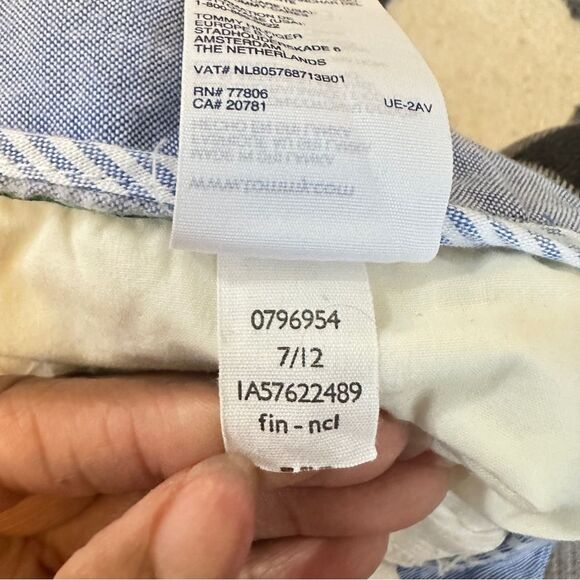 TOMMY HILFIGER
EUROPE
STADHOUDERSKADE 6
AMSTERDAM
THE NETHERLANDS
VAT# NL805768713B01
RN# 77806
CA# 20781
UE-2AV
0796954
7/12
IA57622489
fin - ncl